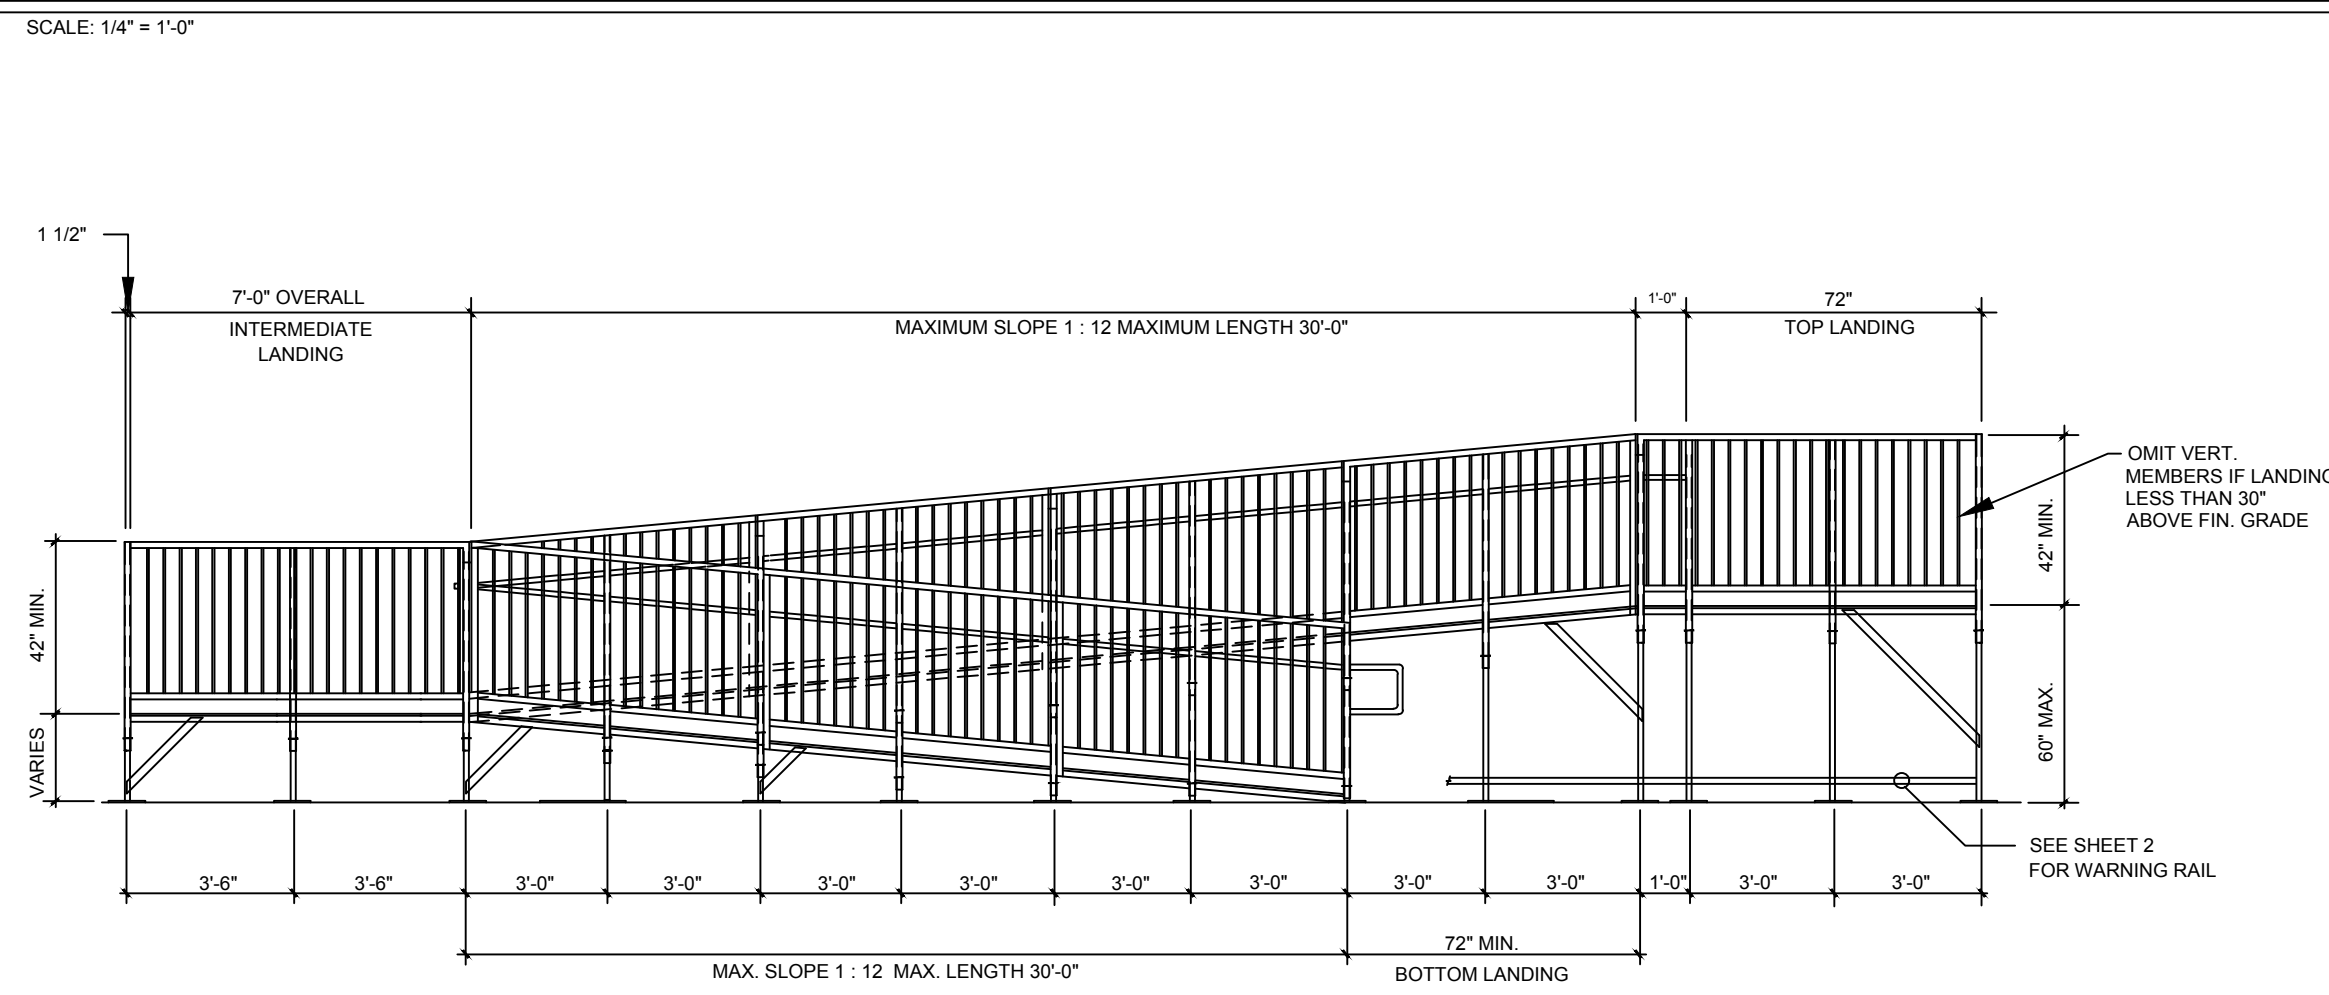 SCALE: 1/4" = 1'-0"
1 1/2"
7'-0" OVERALL
INTERMEDIATE
LANDING
MAXIMUM SLOPE 1 : 12 MAXIMUM LENGTH 30'-0"
1'-0"
72"
TOP LANDING
OMIT VERT.
MEMBERS IF LANDING
LESS THAN 30"
ABOVE FIN. GRADE
42" MIN.
42" MIN.
60" MAX.
VARIES
SEE SHEET 2
FOR WARNING RAIL
3'-6"
3'-6"
3'-0"
3'-0"
3'-0"
3'-0"
3'-0"
3'-0"
3'-0"
3'-0"
1'-0"
3'-0"
3'-0"
72" MIN.
BOTTOM LANDING
MAX. SLOPE 1 : 12 MAX. LENGTH 30'-0"